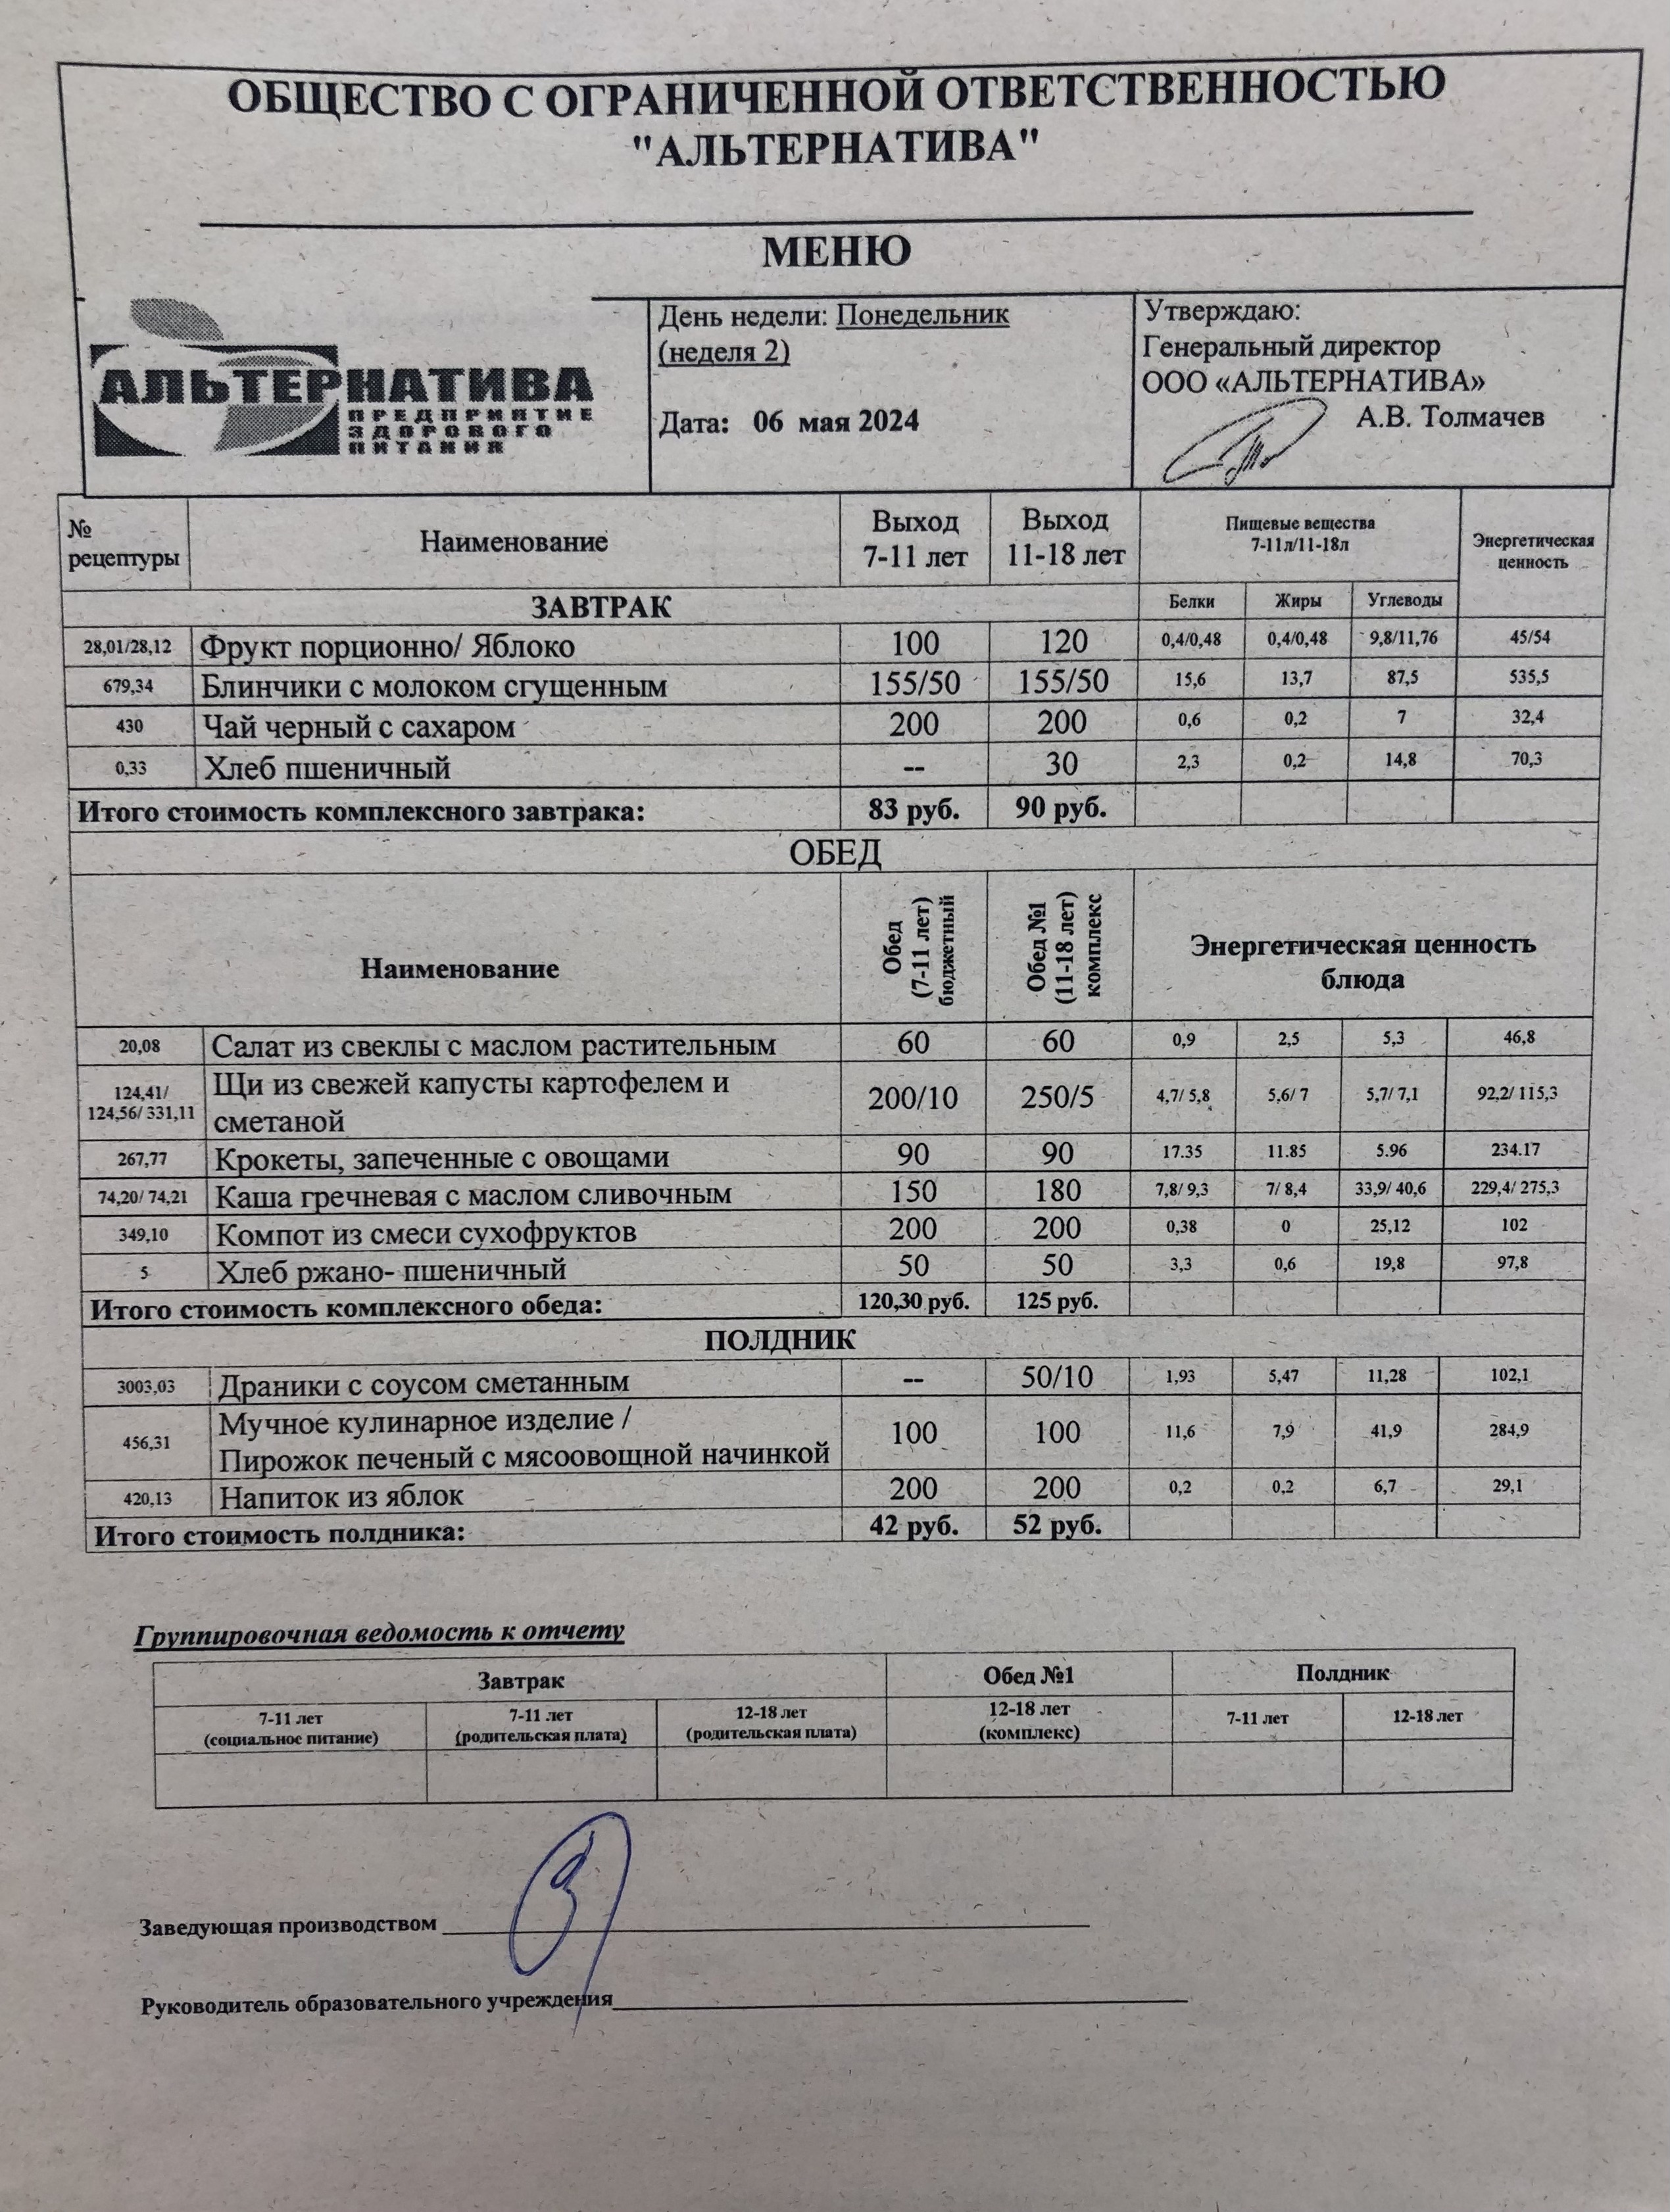 ОБЩЕСТВО С ОГРАНИЧЕННОЙ ОТВЕТСТВЕННОСТЬЮ
"АЛЬТЕРНАТИВА"
МЕНЮ
АЛЬТЕРНАТИВА
ПРЕДПРИЯТИЕ
ЗДОРОВОГО
ПИТАНИЯ
День недели: Понедельник
(неделя 2)
Дата: 06 мая 2024
Утверждаю:
Генеральный директор
ООО «АЛЬТЕРНАТИВА»
А.В. Толмачев
№ рецептуры Наименование Выход 7-11 лет Выход 11-18 лет Пищевые вещества 7-11л/11-18л Энергетическая ценность
ЗАВТРАК Белки Жиры Углеводы
28,01/28,12 Фрукт порционно/ Яблоко 100 120 0,4/0,48 0,4/0,48 9,8/11,76 45/54
679,34 Блинчики с молоком сгущенным 155/50 155/50 15,6 13,7 87,5 535,5
430 Чай черный с сахаром 200 200 0,6 0,2 7 32,4
0,33 Хлеб пшеничный -- 30 2,3 0,2 14,8 70,3
Итого стоимость комплексного завтрака: 83 руб. 90 руб.
ОБЕД
Наименование Обед (7-11 лет) бюджетный Обед №1 (11-18 лет) комплекс Энергетическая ценность блюда
20,08 Салат из свеклы с маслом растительным 60 60 0,9 2,5 5,3 46,8
124,41/ 124,56/ 331,11 Щи из свежей капусты картофелем и сметаной 200/10 250/5 4,7/ 5,8 5,6/ 7 5,7/ 7,1 92,2/ 115,3
267,77 Крокеты, запеченные с овощами 90 90 17.35 11.85 5.96 234.17
74,20/ 74,21 Каша гречневая с маслом сливочным 150 180 7,8/ 9,3 7/ 8,4 33,9/ 40,6 229,4/ 275,3
349,10 Компот из смеси сухофруктов 200 200 0,38 0 25,12 102
5 Хлеб ржано- пшеничный 50 50 3,3 0,6 19,8 97,8
Итого стоимость комплексного обеда: 120,30 руб. 125 руб.
ПОЛДНИК
3003,03 Драники с соусом сметанным -- 50/10 1,93 5,47 11,28 102,1
456,31 Мучное кулинарное изделие / Пирожок печеный с мясоовощной начинкой 100 100 11,6 7,9 41,9 284,9
420,13 Напиток из яблок 200 200 0,2 0,2 6,7 29,1
Итого стоимость полдника: 42 руб. 52 руб.
Группировочная ведомость к отчету
Завтрак Обед №1 Полдник
7-11 лет (социальное питание) 7-11 лет (родительская плата) 12-18 лет (родительская плата) 12-18 лет (комплекс) 7-11 лет 12-18 лет
Заведующая производством
Руководитель образовательного учреждения